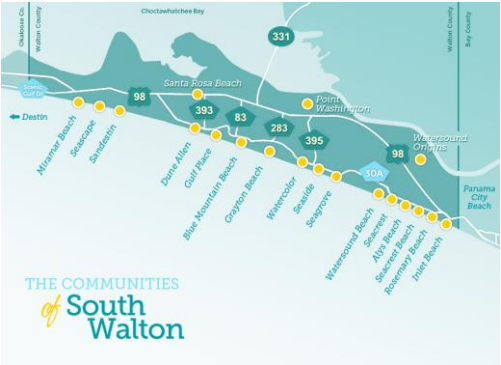 Okaloosa Co.
Walton County
Choctawhatchee Bay
331
Walton County
Bay County
Scenic
Gulf Dr
98
Santa Rosa Beach
393
83
283
395
Point
Washington
98
Watersound
Origins
30A
Destin
Miramar Beach
Seascape
Sandestin
Dune Allen
Gulf Place
Blue Mountain Beach
Grayton Beach
Watercolor
Seaside
Seagrove
Watersound Beach
Seacrest
Alys Beach
Seacrest Beach
Rosemary Beach
Inlet Beach
Panama
City
Beach
THE COMMUNITIES
of South
Walton